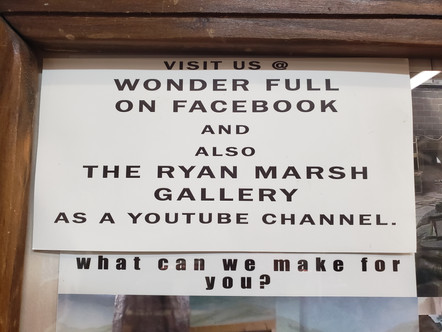 VISIT US @
WONDER FULL
ON FACEBOOK
AND
ALSO
THE RYAN MARSH
GALLERY
AS A YOUTUBE CHANNEL.
what can we make for
you?